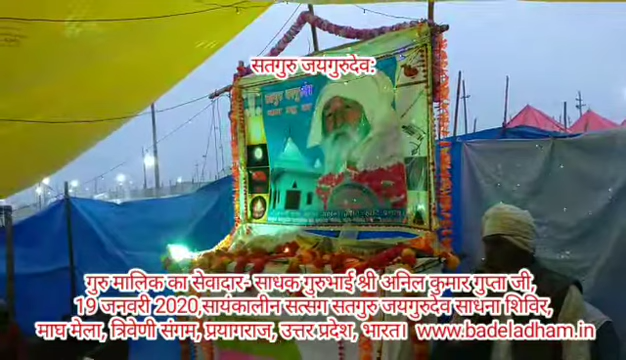 सतगुरु जयगुरुदेव:
गुरु मालिक का सेवादार- साधक गुरुभाई श्री अनिल कुमार गुप्ता जी,
19 जनवरी 2020,सायंकालीन सत्संग सतगुरु जयगुरुदेव साधना शिविर,
माघ मेला, त्रिवेणी संगम, प्रयागराज, उत्तर प्रदेश, भारत। www.badeladham.in